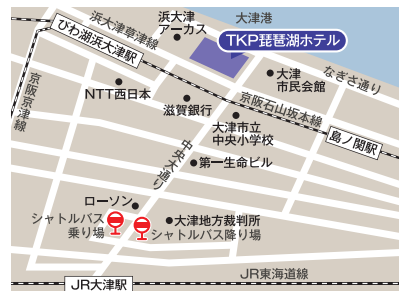 浜大津
アーカス
大津港
浜大津草津線
TKP琵琶湖ホテル
びわ湖浜大津駅
大津
市民会館
なぎさ通り
NTT西日本
滋賀銀行
京阪石山坂本線
京阪京津線
大津市立
中央小学校
島ノ関駅
中央大通り
第一生命ビル
ローソン
シャトルバス
乗り場
大津地方裁判所
シャトルバス降り場
JR大津駅
JR東海道線